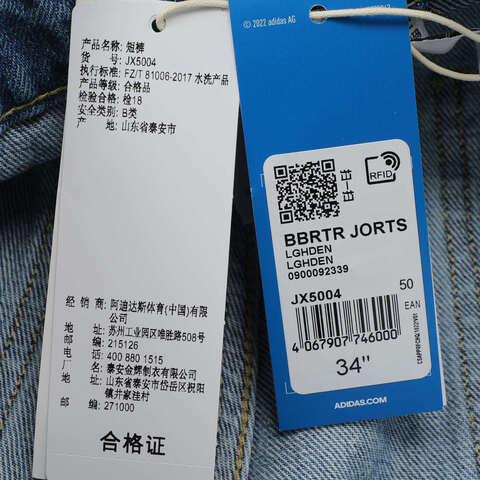 产品名称: 短裤
货 号: JX5004
执行标准: FZ/T 81006-2017 水洗产品
产品等级: 合格品
检验合格: 检18
安全类别: B类
产 地: 山东省泰安市
经 销 商: 阿迪达斯体育(中国)有限
公司
地 址: 苏州工业园区唯胜路508号
邮 编: 215126
电 话: 400 880 1515
厂 名: 泰安金辉制衣有限公司
地 址: 山东省泰安市岱岳区祝阳
镇井家洼村
邮 编: 271000
合格证
© 2022 adidas AG
RFID
BBRTR JORTS
LGHDEN
LGHDEN
0900092339
JX5004
50
EAN
4 067907 746000
34"
ADIDAS.COM